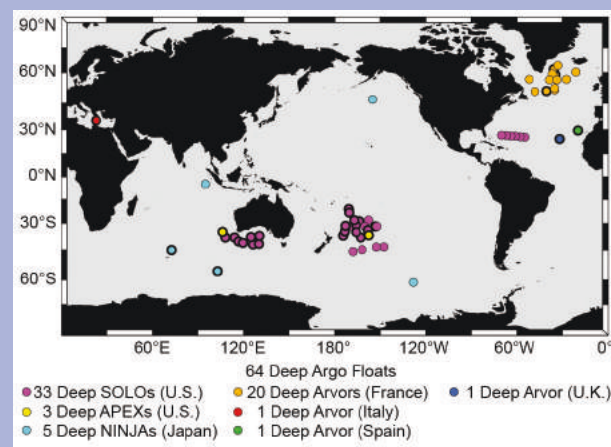 90°N
60°N
30°N
0°N
30°S
60°S
60°E 120°E 180°W 120°W 60°W 0°
64 Deep Argo Floats
33 Deep SOLOs (U.S.) 20 Deep Arvors (France) 1 Deep Arvor (U.K.)
3 Deep APEXs (U.S.) 1 Deep Arvor (Italy)
5 Deep NINJAs (Japan) 1 Deep Arvor (Spain)